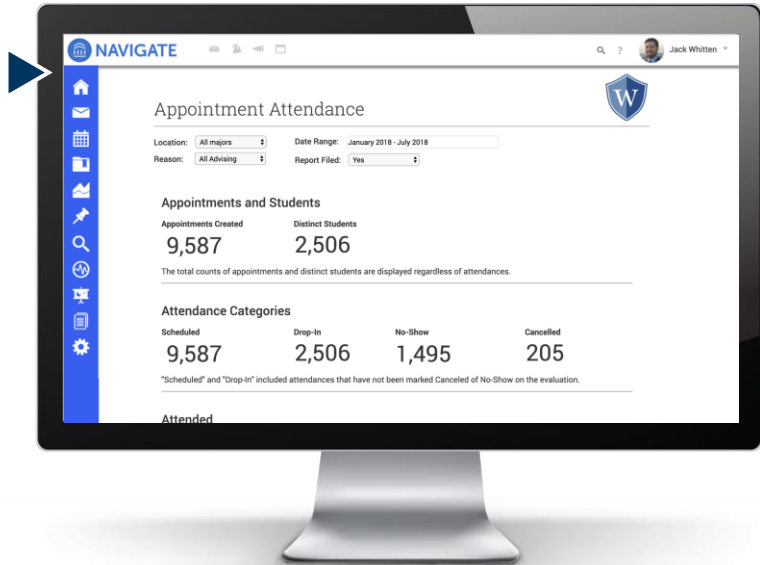 NAVIGATE
? Jack Whitten
W
Appointment Attendance
Location: All majors Date Range: January 2018 - July 2018
Reason: All Advising Report Filed: Yes
Appointments and Students
Appointments Created Distinct Students
9,587 2,506
The total counts of appointments and distinct students are displayed regardless of attendances.
Attendance Categories
Scheduled Drop-In No-Show Cancelled
9,587 2,506 1,495 205
"Scheduled" and "Drop-In" included attendances that have not been marked Canceled of No-Show on the evaluation.
Attended